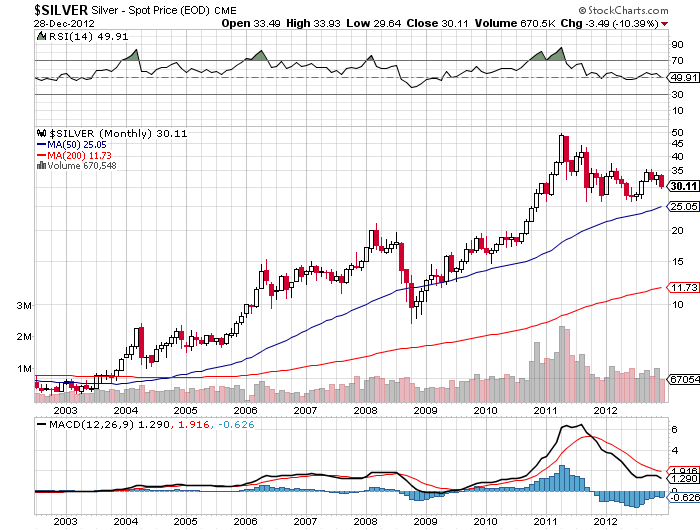 $SILVER Silver - Spot Price (EOD) CME © StockCharts.com
28-Dec-2012 Open 33.49 High 33.93 Low 29.64 Close 30.11 Volume 670.5K Chg -3.49 (-10.39%)
RSI(14) 49.91
90
70
49.91
30
10
$SILVER (Monthly) 30.11
MA(50) 25.05
MA(200) 11.73
Volume 670,548
50
45
40
35
30.11
25.05
20
15
11.73
10
3M
2M
1M
67054
2003 2004 2005 2006 2007 2008 2009 2010 2011 2012
MACD(12,26,9) 1.290, 1.916, -0.626
6
4
1.916
1.290
0
-0.626
2003 2004 2005 2006 2007 2008 2009 2010 2011 2012